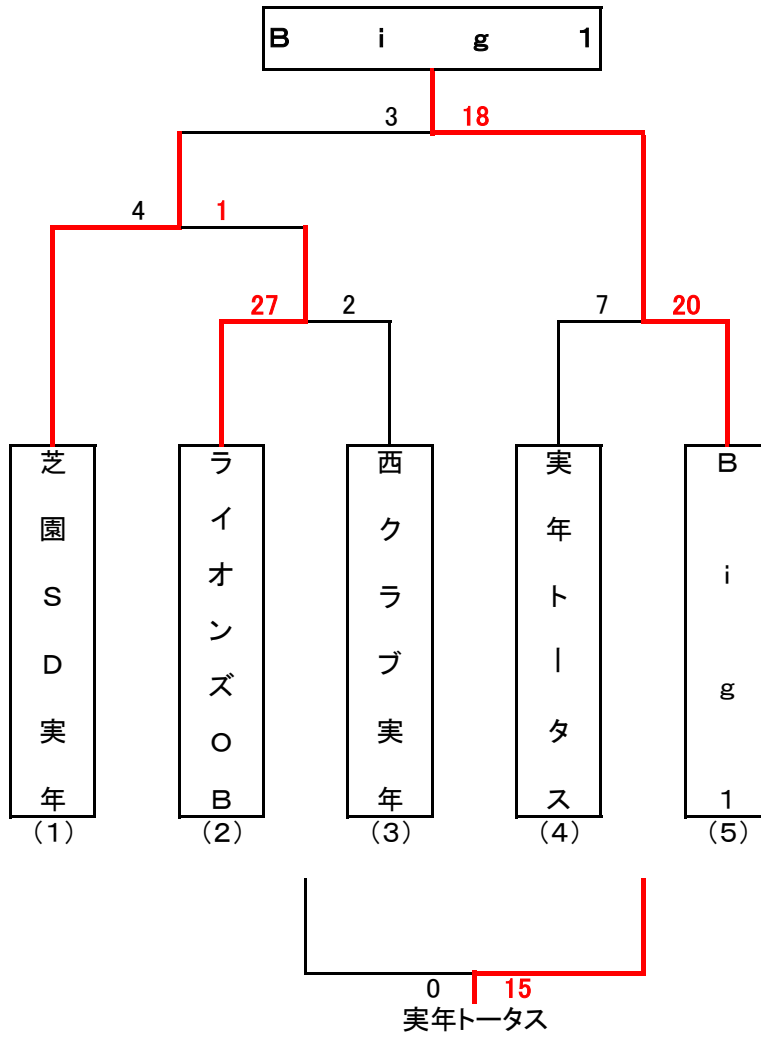 Big1
3 18
4 1
27 2 7 20
芝園SD実年
ライオンズOB
西クラブ実年
実年トータス
Big1
(1) (2) (3) (4) (5)
0 15
実年トータス